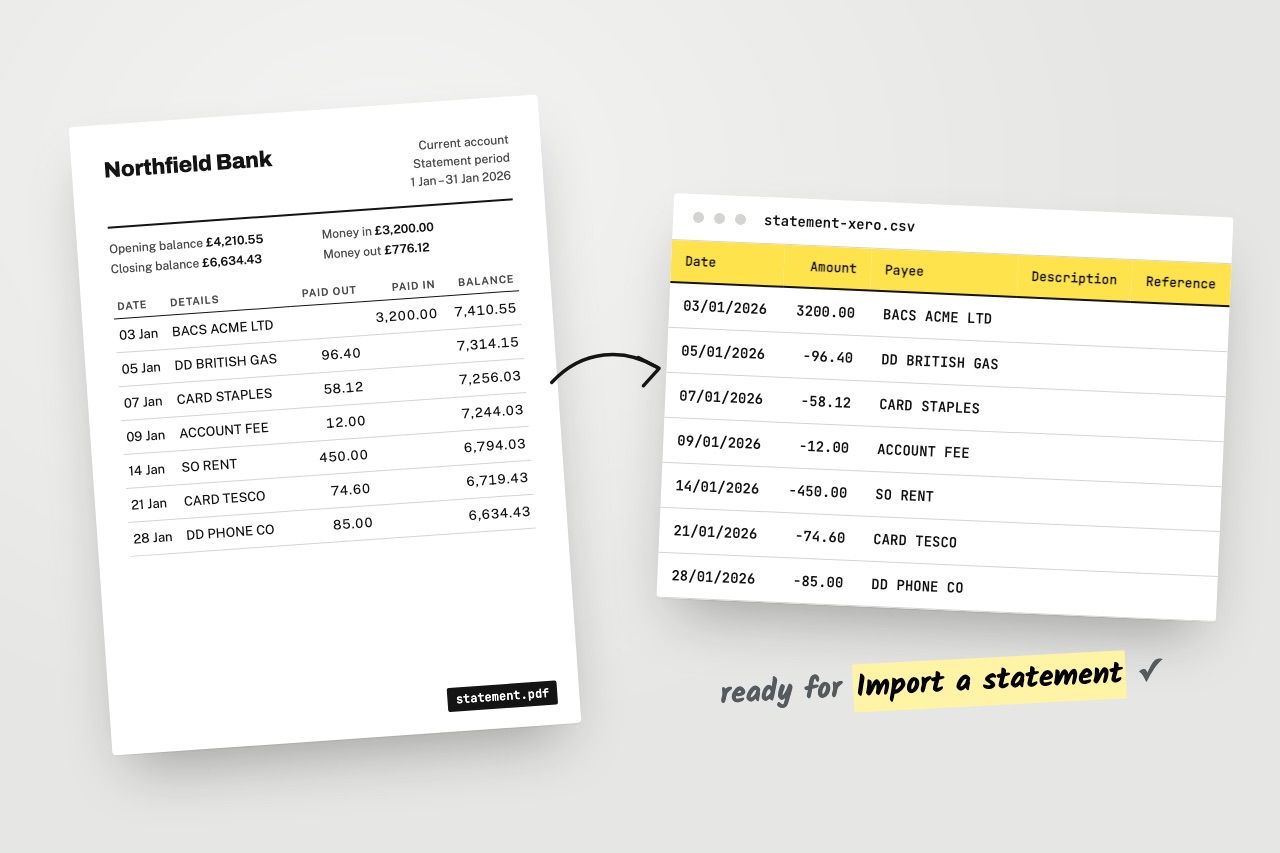 Northfield Bank
Current account
Statement period
1 Jan–31 Jan 2026
Opening balance £4,210.55 Money in £3,200.00
Closing balance £6,634.43 Money out £776.12
DATE DETAILS PAID OUT PAID IN BALANCE
03 Jan BACS ACME LTD 3,200.00 7,410.55
05 Jan DD BRITISH GAS 96.40 7,314.15
07 Jan CARD STAPLES 58.12 7,256.03
09 Jan ACCOUNT FEE 12.00 7,244.03
14 Jan SO RENT 450.00 6,794.03
21 Jan CARD TESCO 74.60 6,719.43
28 Jan DD PHONE CO 85.00 6,634.43
statement.pdf
statement-xero.csv
Date Amount Payee Description Reference
03/01/2026 3200.00 BACS ACME LTD
05/01/2026 -96.40 DD BRITISH GAS
07/01/2026 -58.12 CARD STAPLES
09/01/2026 -12.00 ACCOUNT FEE
14/01/2026 -450.00 SO RENT
21/01/2026 -74.60 CARD TESCO
28/01/2026 -85.00 DD PHONE CO
ready for Import a statement ✓